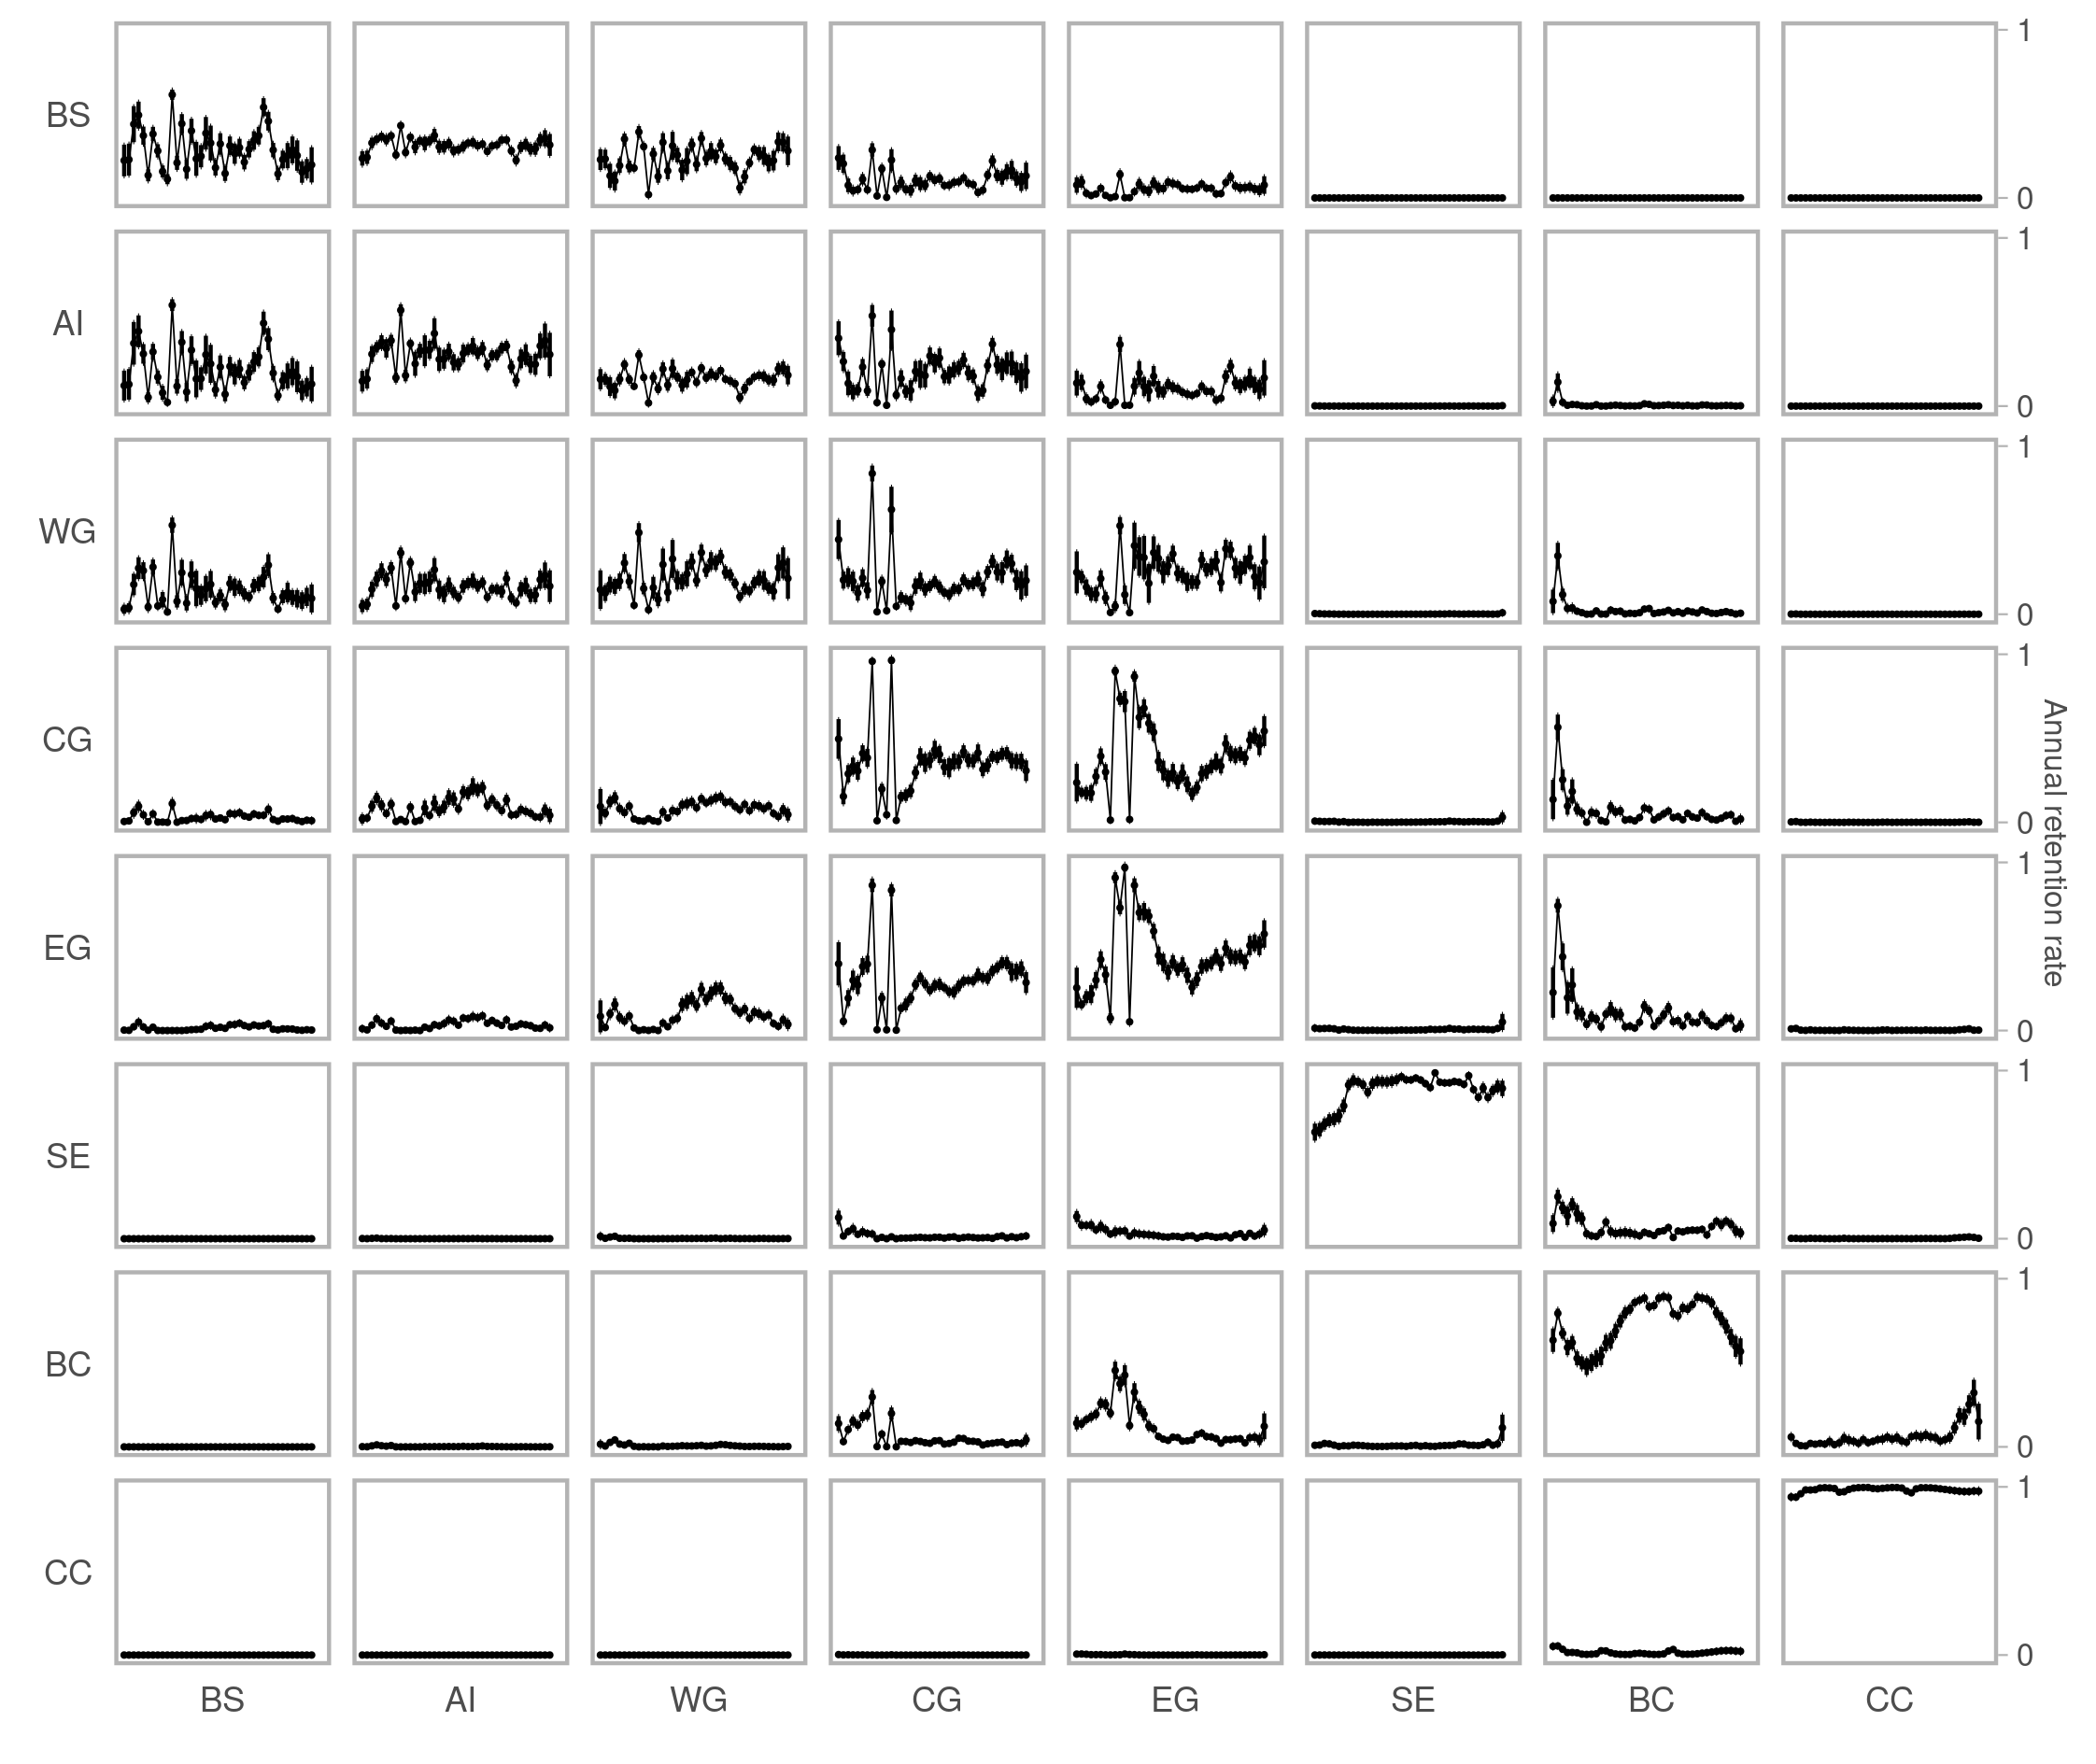 BS 1
0
AI 1
0
WG 1
0
CG 1
0
EG 1
0
SE 1
0
BC 1
0
CC 1
0
Annual retention rate
BS AI WG CG EG SE BC CC